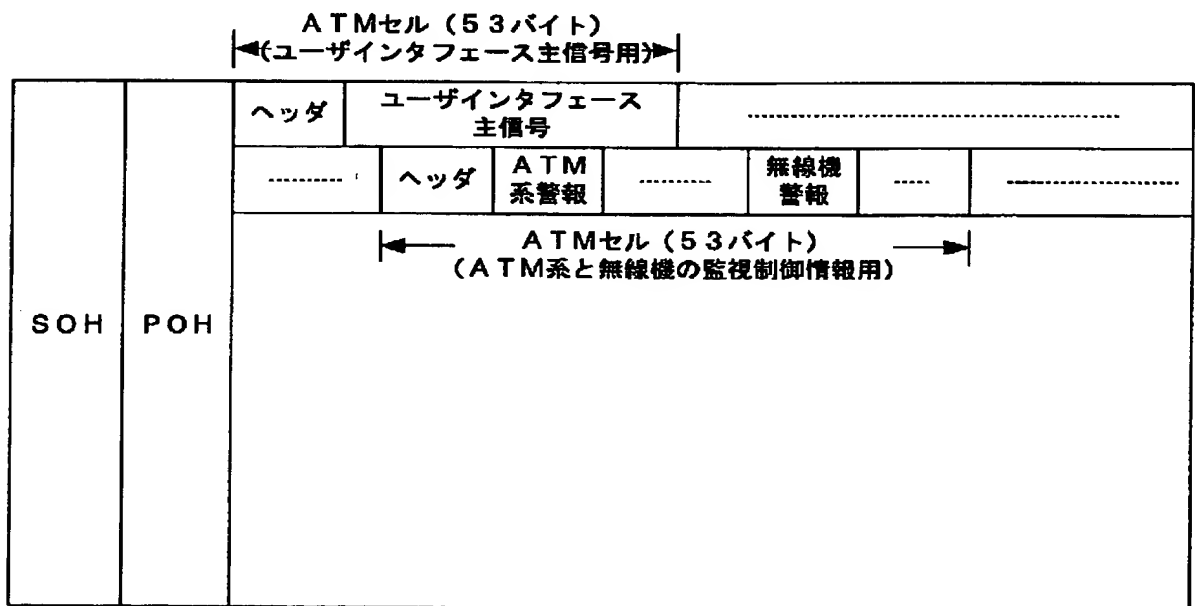 ATMセル(53バイト)
(ユーザインタフェース主信号用)
ヘッダ
ユーザインタフェース
主信号
ヘッダ
ATM
系警報
無線機
警報
ATMセル(53バイト)
(ATM系と無線機の監視制御情報用)
SOH
POH